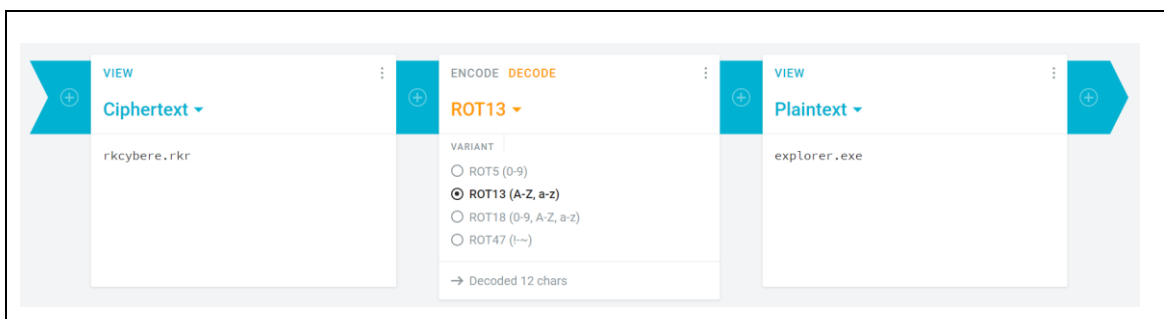 VIEW
Ciphertext
rkcybere.rkr
ENCODE DECODE
ROT13
VARIANT
ROT5 (0-9)
ROT13 (A-Z, a-z)
ROT18 (0-9, A-Z, a-z)
ROT47 (!-~)
→ Decoded 12 chars
VIEW
Plaintext
explorer.exe